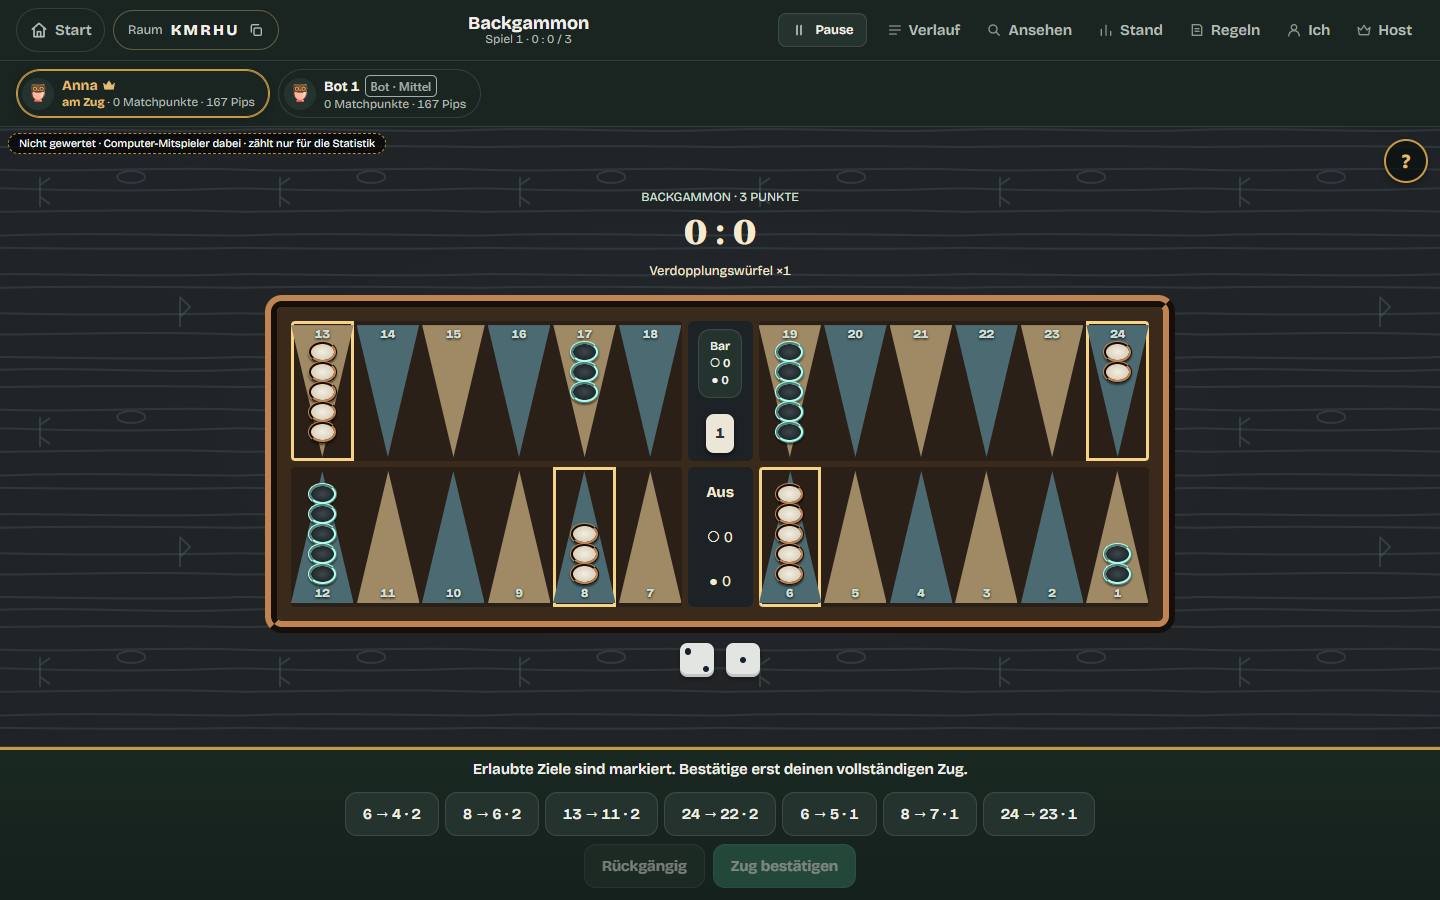 Start
Raum KMRHU
Backgammon
Spiel 1 · 0 : 0 / 3
Pause
Verlauf
Ansehen
Stand
Regeln
Ich
Host
Anna
am Zug · 0 Matchpunkte · 167 Pips
Bot 1 Bot · Mittel
0 Matchpunkte · 167 Pips
Nicht gewertet · Computer-Mitspieler dabei · zählt nur für die Statistik
?
BACKGAMMON · 3 PUNKTE
0 : 0
Verdopplungswürfel ×1
13 14 15 16 17 18
Bar
○ 0
● 0
1
19 20 21 22 23 24
Aus
○ 0
● 0
12 11 10 9 8 7
6 5 4 3 2 1
Erlaubte Ziele sind markiert. Bestätige erst deinen vollständigen Zug.
6 → 4 · 2
8 → 6 · 2
13 → 11 · 2
24 → 22 · 2
6 → 5 · 1
8 → 7 · 1
24 → 23 · 1
Rückgängig
Zug bestätigen